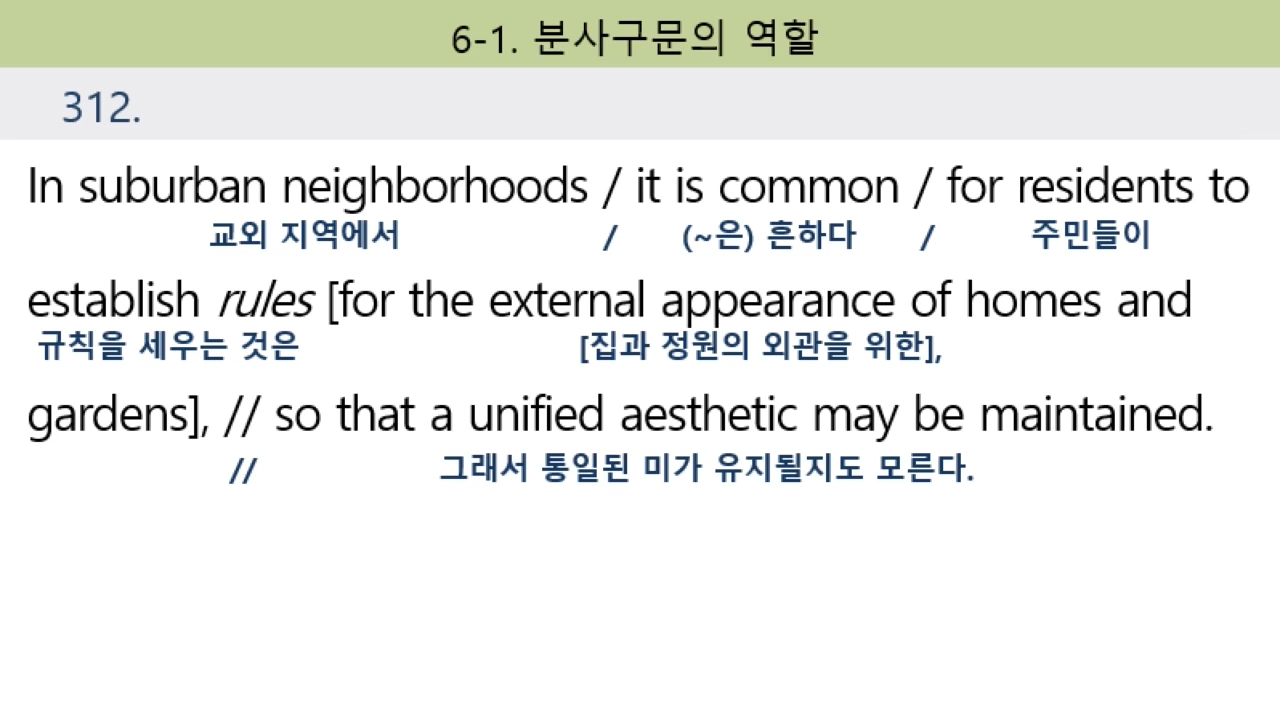 6-1. 분사구문의 역할
312.
In suburban neighborhoods / it is common / for residents to
교외 지역에서 / (~은) 흔하다 / 주민들이
establish rules [for the external appearance of homes and
규칙을 세우는 것은 [집과 정원의 외관을 위한],
gardens], // so that a unified aesthetic may be maintained.
// 그래서 통일된 미가 유지될지도 모른다.